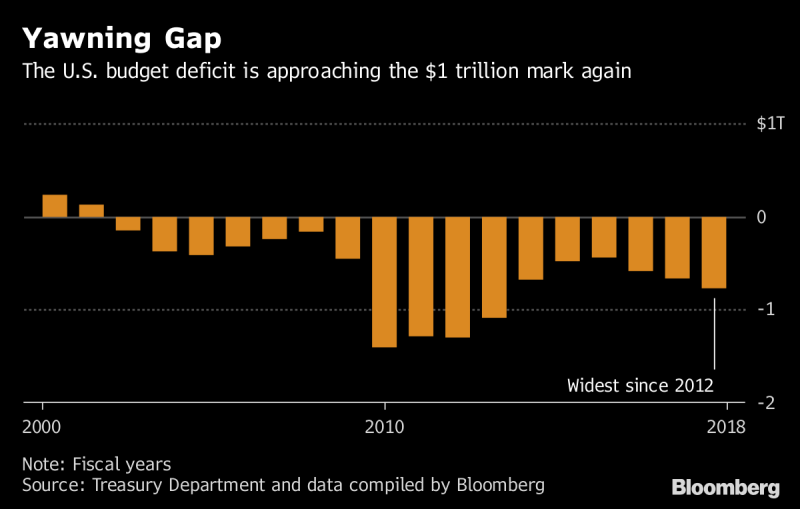 Yawning Gap
The U.S. budget deficit is approaching the $1 trillion mark again
$1T
0
-1
Widest since 2012
-2
2000 2010 2018
Note: Fiscal years
Source: Treasury Department and data compiled by Bloomberg
Bloomberg